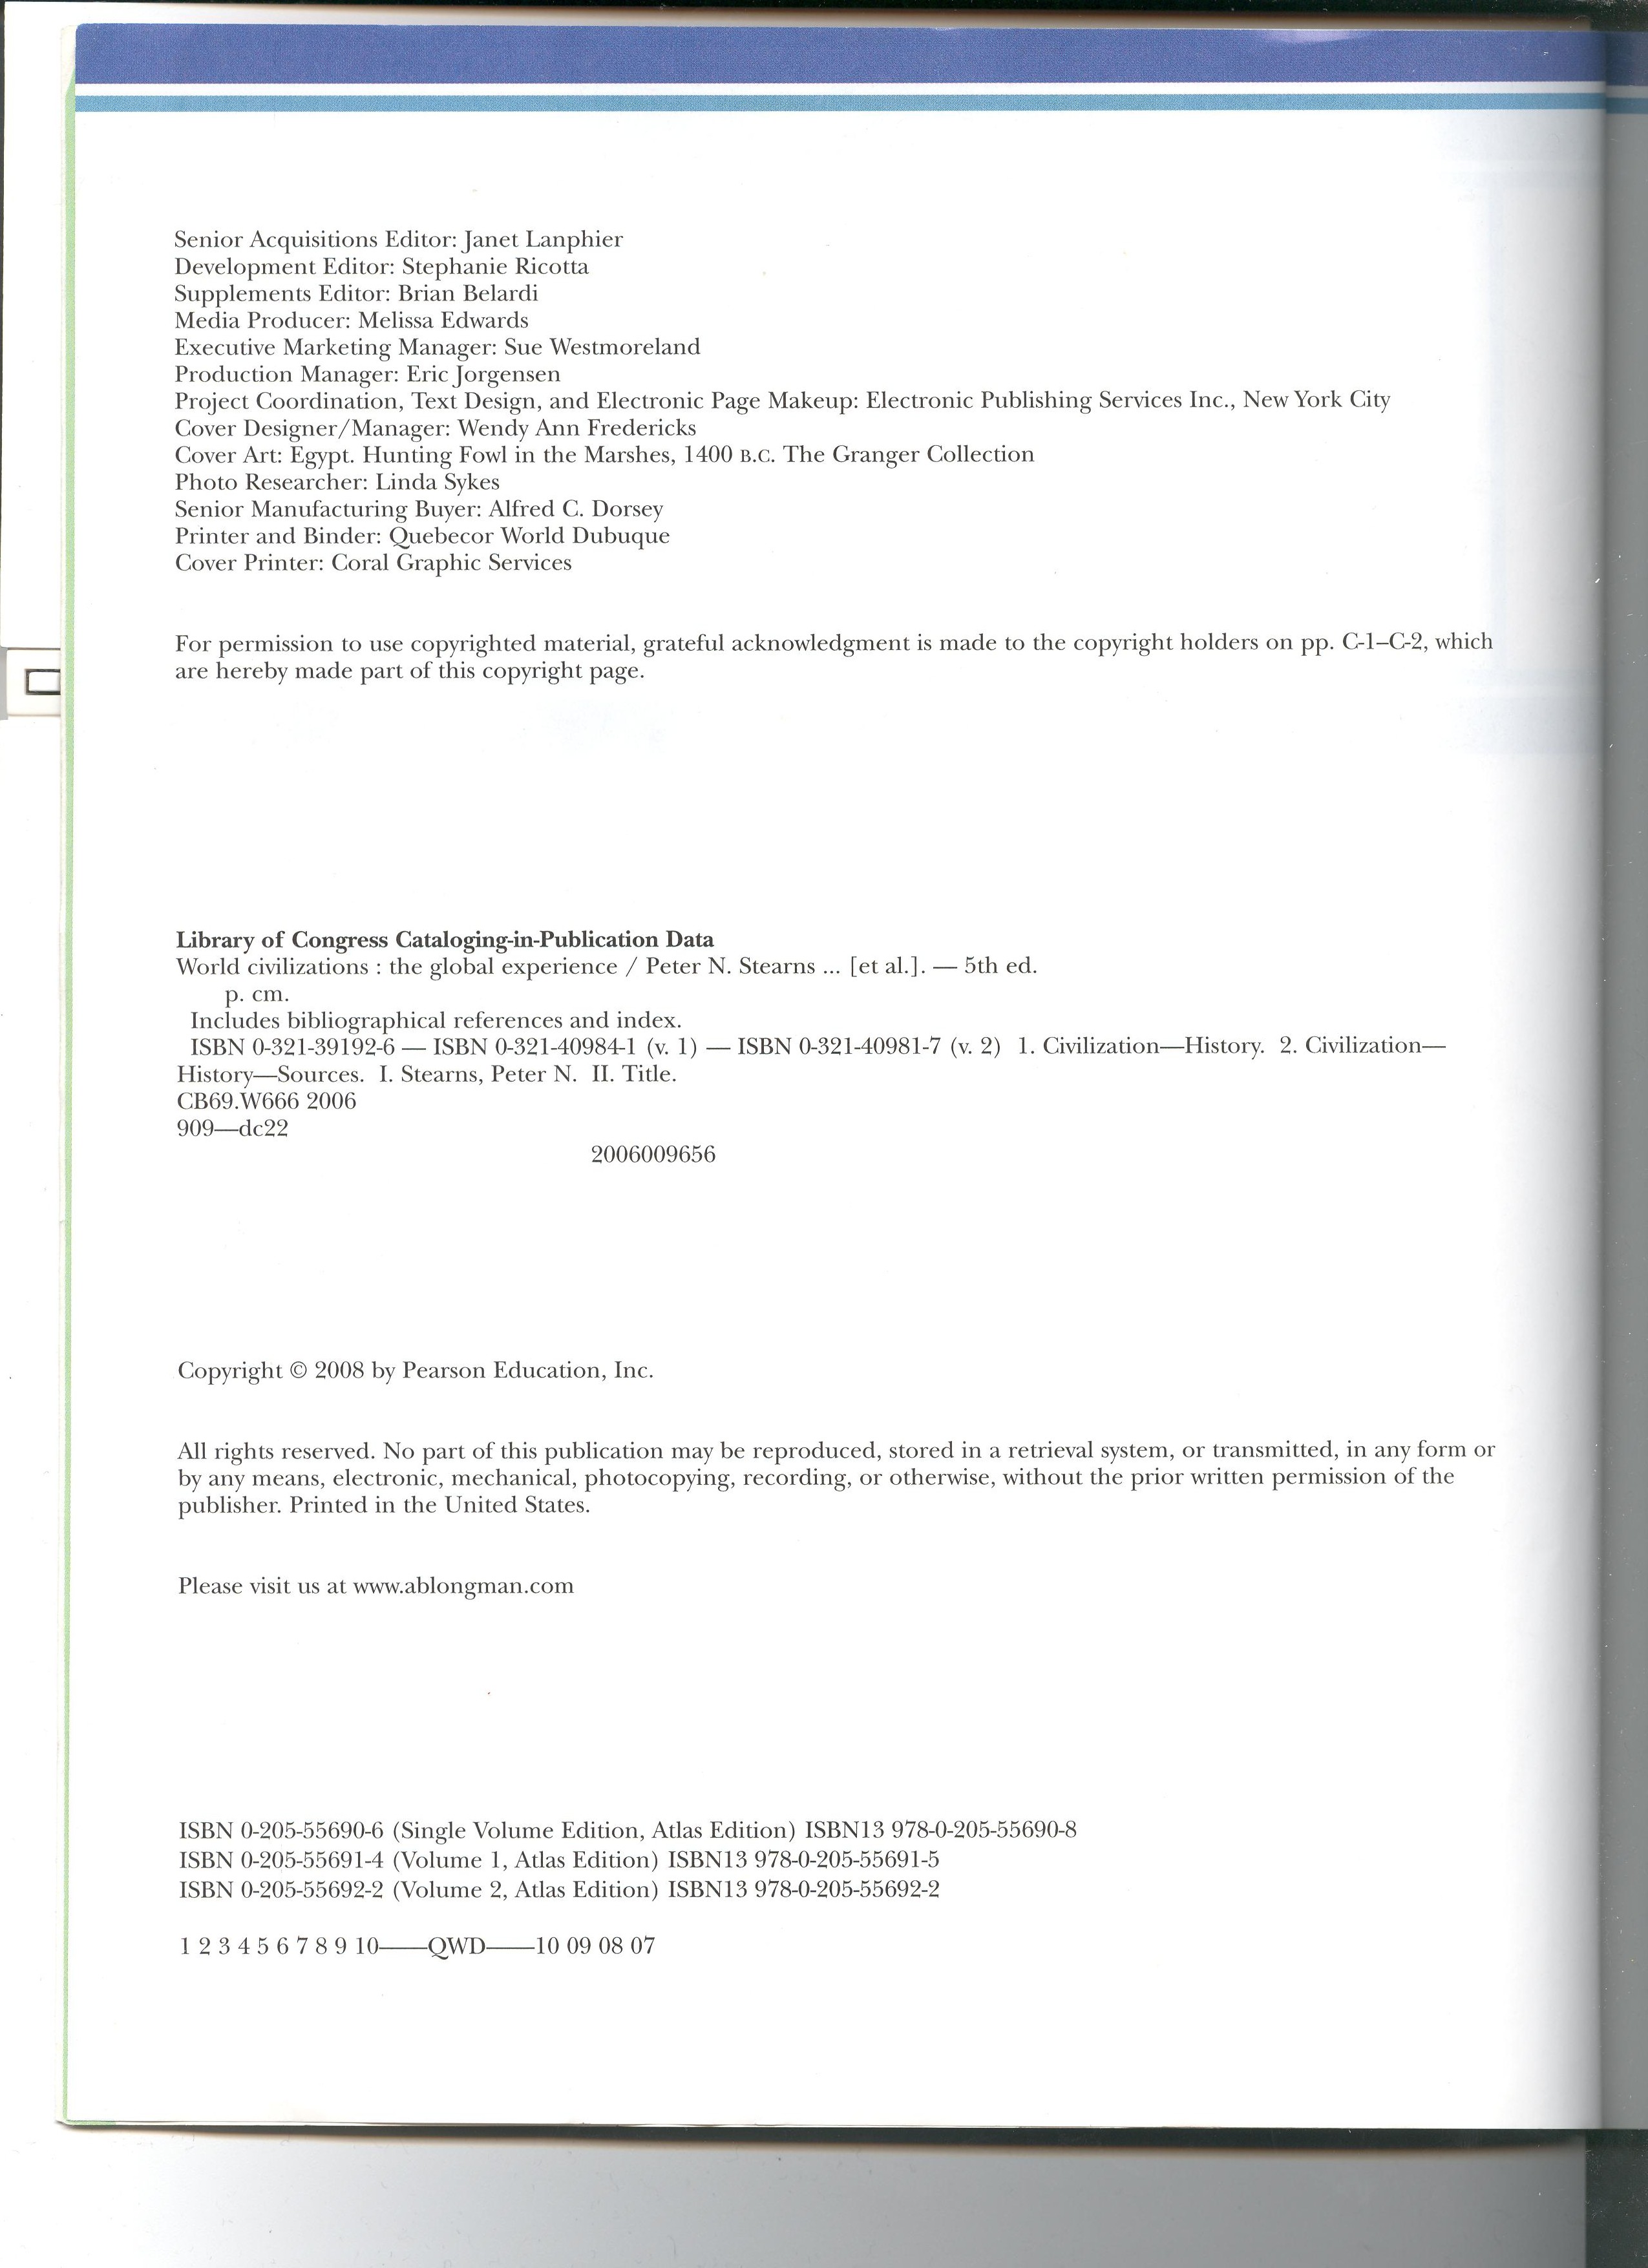 Senior Acquisitions Editor: Janet Lanphier
Development Editor: Stephanie Ricotta
Supplements Editor: Brian Belardi
Media Producer: Melissa Edwards
Executive Marketing Manager: Sue Westmoreland
Production Manager: Eric Jorgensen
Project Coordination, Text Design, and Electronic Page Makeup: Electronic Publishing Services Inc., New York City
Cover Designer/Manager: Wendy Ann Fredericks
Cover Art: Egypt. Hunting Fowl in the Marshes, 1400 B.C. The Granger Collection
Photo Researcher: Linda Sykes
Senior Manufacturing Buyer: Alfred C. Dorsey
Printer and Binder: Quebecor World Dubuque
Cover Printer: Coral Graphic Services
For permission to use copyrighted material, grateful acknowledgment is made to the copyright holders on pp. C-1–C-2, which
are hereby made part of this copyright page.
Library of Congress Cataloging-in-Publication Data
World civilizations : the global experience / Peter N. Stearns ... [et al.]. — 5th ed.
p. cm.
Includes bibliographical references and index.
ISBN 0-321-39192-6 — ISBN 0-321-40984-1 (v. 1) — ISBN 0-321-40981-7 (v. 2) 1. Civilization—History. 2. Civilization—
History—Sources. I. Stearns, Peter N. II. Title.
CB69.W666 2006
909—dc22
2006009656
Copyright © 2008 by Pearson Education, Inc.
All rights reserved. No part of this publication may be reproduced, stored in a retrieval system, or transmitted, in any form or
by any means, electronic, mechanical, photocopying, recording, or otherwise, without the prior written permission of the
publisher. Printed in the United States.
Please visit us at www.ablongman.com
ISBN 0-205-55690-6 (Single Volume Edition, Atlas Edition) ISBN13 978-0-205-55690-8
ISBN 0-205-55691-4 (Volume 1, Atlas Edition) ISBN13 978-0-205-55691-5
ISBN 0-205-55692-2 (Volume 2, Atlas Edition) ISBN13 978-0-205-55692-2
1 2 3 4 5 6 7 8 9 10——QWD——10 09 08 07